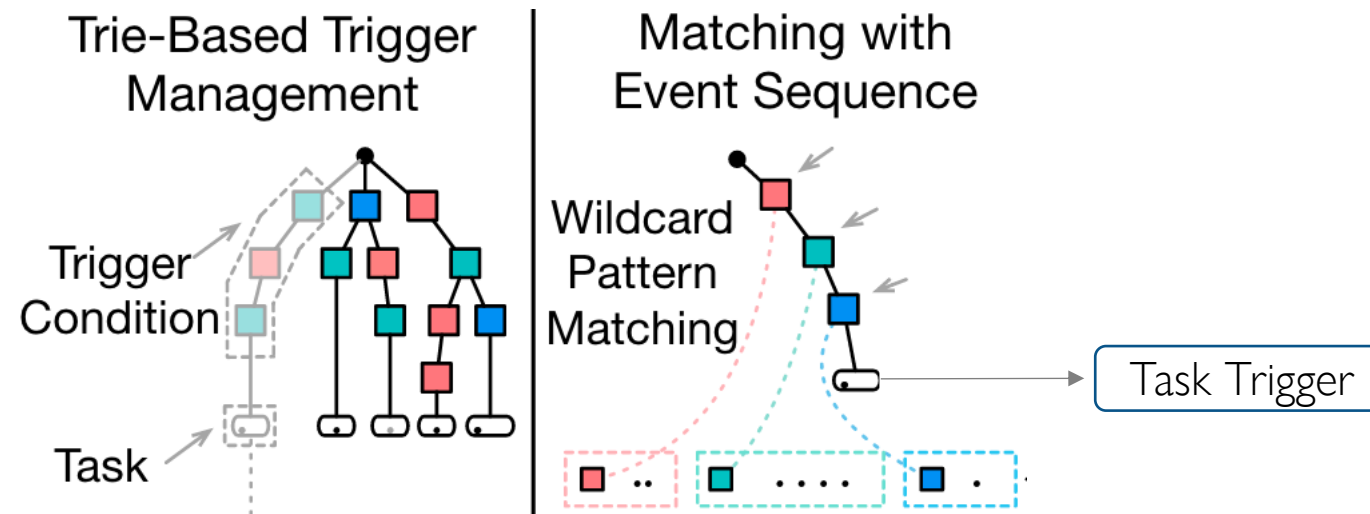 Trie-Based Trigger
Management
Trigger
Condition
Task
Matching with
Event Sequence
Wildcard
Pattern
Matching
Task Trigger